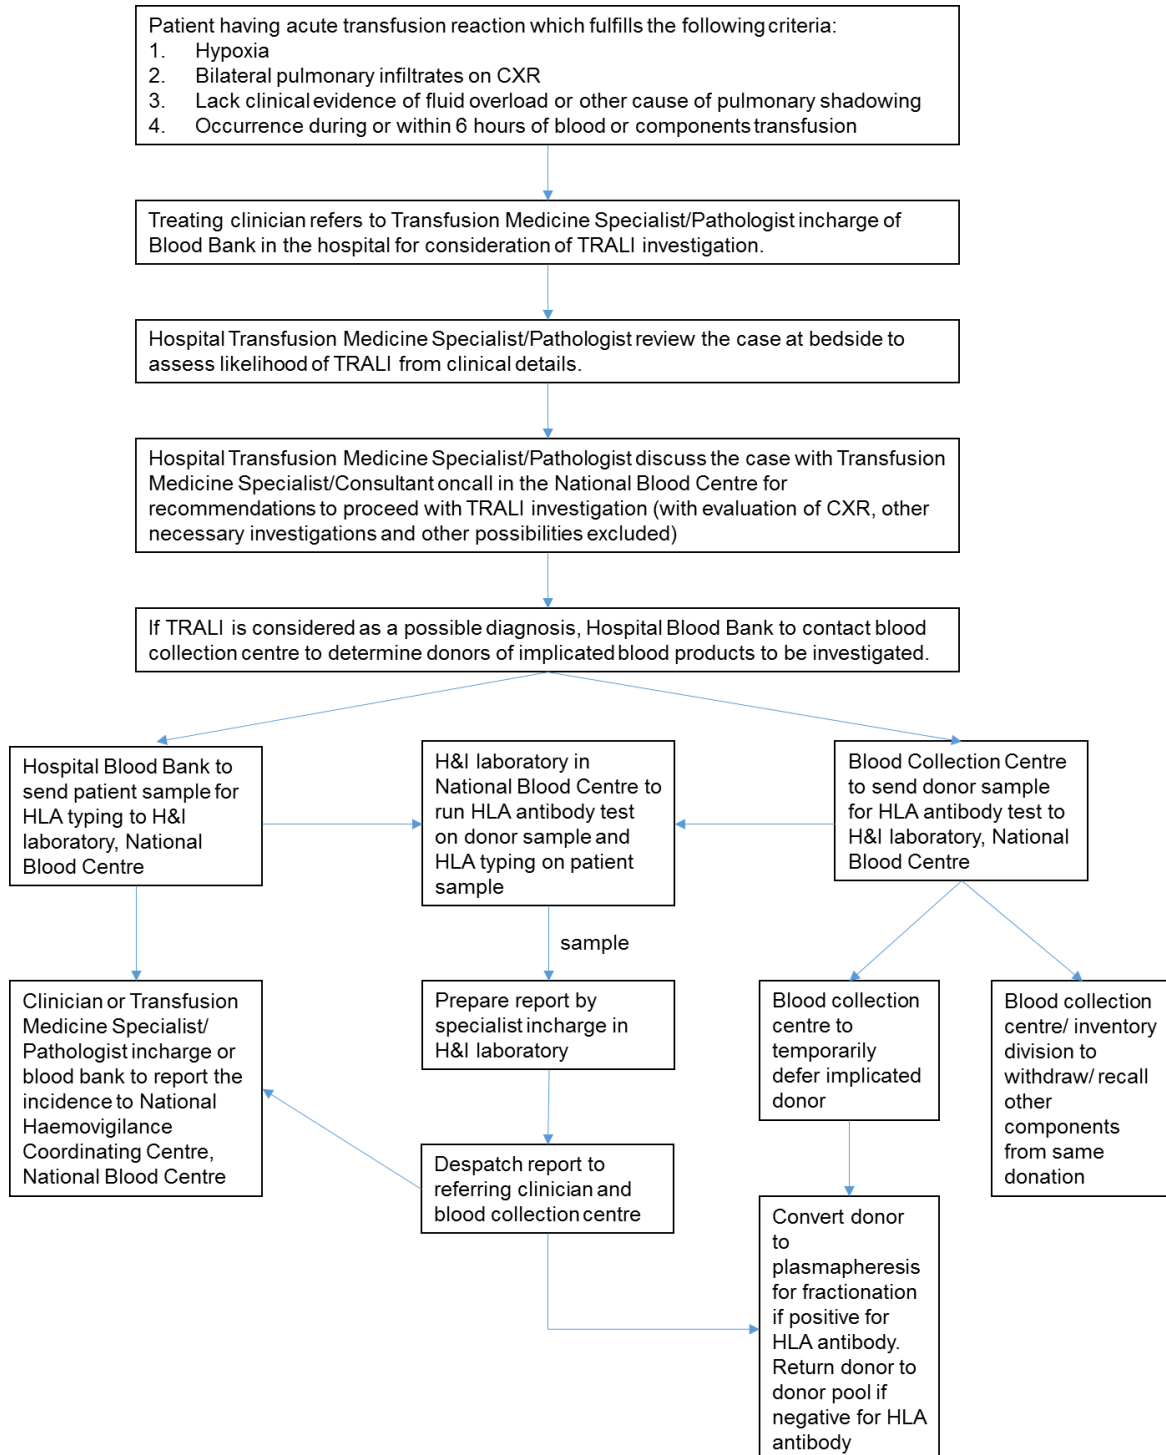 Patient having acute transfusion reaction which fulfills the following criteria:
1. Hypoxia
2. Bilateral pulmonary infiltrates on CXR
3. Lack clinical evidence of fluid overload or other cause of pulmonary shadowing
4. Occurrence during or within 6 hours of blood or components transfusion
Treating clinician refers to Transfusion Medicine Specialist/Pathologist incharge of
Blood Bank in the hospital for consideration of TRALI investigation.
Hospital Transfusion Medicine Specialist/Pathologist review the case at bedside to
assess likelihood of TRALI from clinical details.
Hospital Transfusion Medicine Specialist/Pathologist discuss the case with Transfusion
Medicine Specialist/Consultant oncall in the National Blood Centre for
recommendations to proceed with TRALI investigation (with evaluation of CXR, other
necessary investigations and other possibilities excluded)
If TRALI is considered as a possible diagnosis, Hospital Blood Bank to contact blood
collection centre to determine donors of implicated blood products to be investigated.
Hospital Blood Bank to
send patient sample for
HLA typing to H&I
laboratory, National
Blood Centre
H&I laboratory in
National Blood Centre to
run HLA antibody test
on donor sample and
HLA typing on patient
sample
Blood Collection Centre
to send donor sample
for HLA antibody test to
H&I laboratory, National
Blood Centre
sample
Clinician or Transfusion
Medicine Specialist/
Pathologist incharge or
blood bank to report the
incidence to National
Haemovigilance
Coordinating Centre,
National Blood Centre
Prepare report by
specialist incharge in
H&I laboratory
Blood collection
centre to
temporarily
defer implicated
donor
Blood collection
centre/ inventory
division to
withdraw/ recall
other
components
from same
donation
Despatch report to
referring clinician and
blood collection centre
Convert donor
to
plasmapheresis
for fractionation
if positive for
HLA antibody.
Return donor to
donor pool if
negative for HLA
antibody